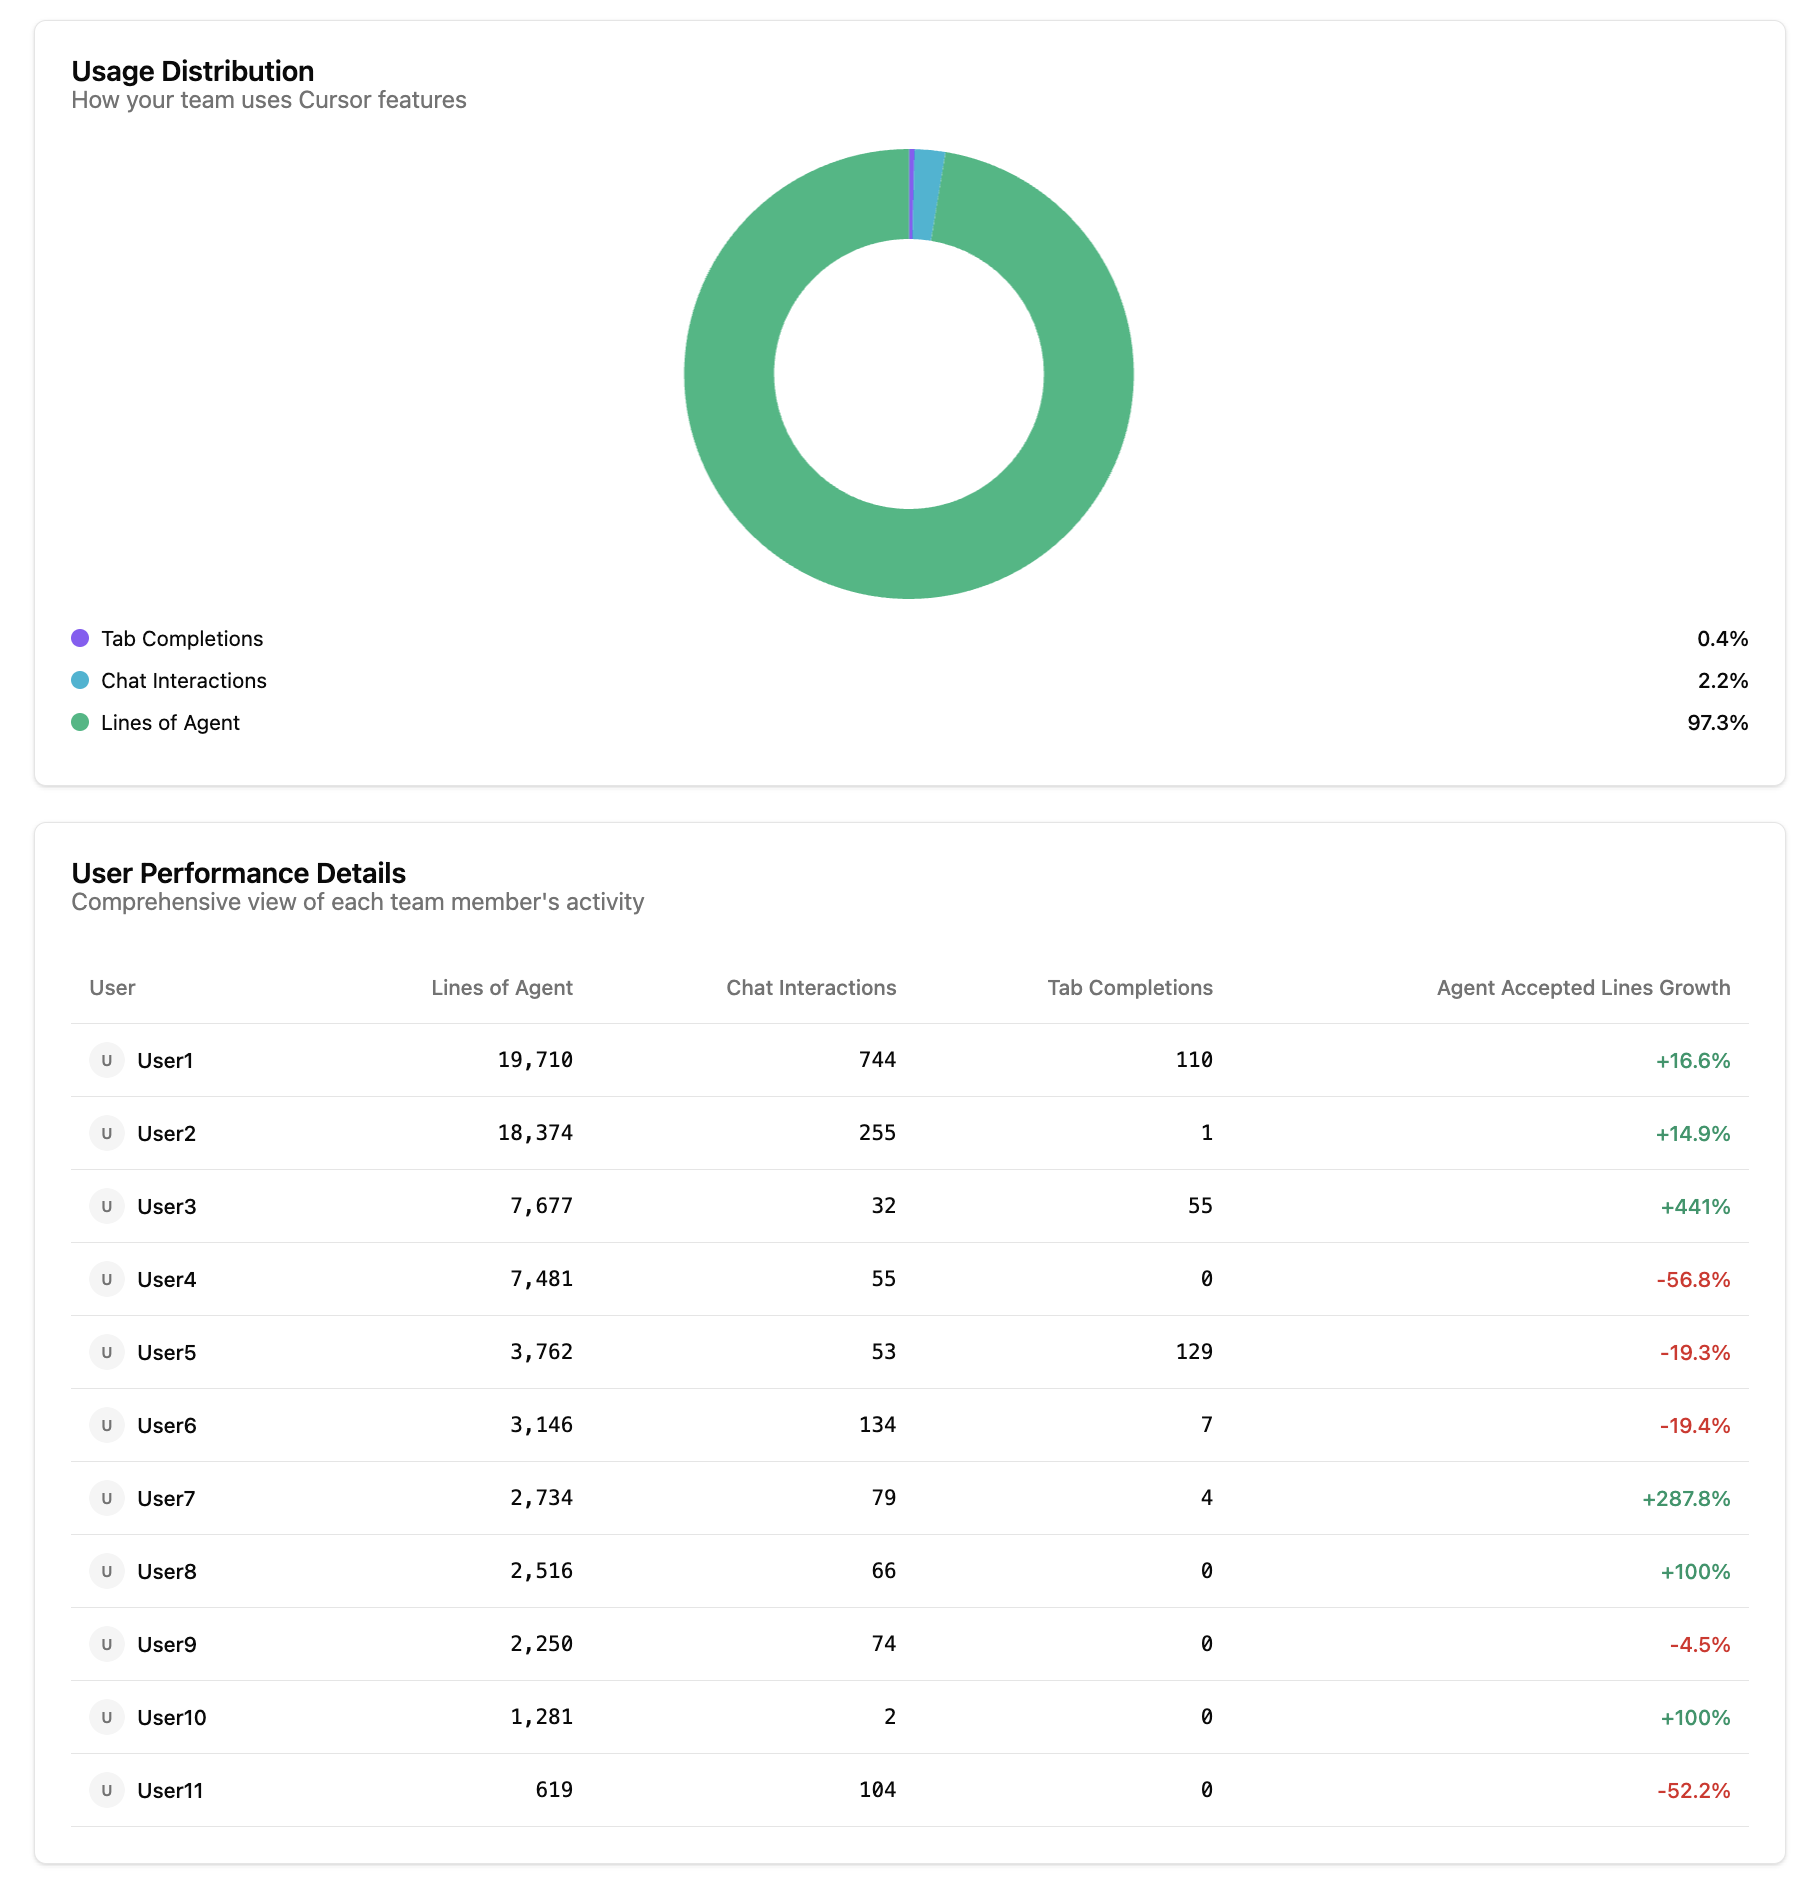 Usage Distribution
How your team uses Cursor features
Tab Completions 0.4%
Chat Interactions 2.2%
Lines of Agent 97.3%
User Performance Details
Comprehensive view of each team member's activity
User Lines of Agent Chat Interactions Tab Completions Agent Accepted Lines Growth
U User1 19,710 744 110 +16.6%
U User2 18,374 255 1 +14.9%
U User3 7,677 32 55 +441%
U User4 7,481 55 0 -56.8%
U User5 3,762 53 129 -19.3%
U User6 3,146 134 7 -19.4%
U User7 2,734 79 4 +287.8%
U User8 2,516 66 0 +100%
U User9 2,250 74 0 -4.5%
U User10 1,281 2 0 +100%
U User11 619 104 0 -52.2%